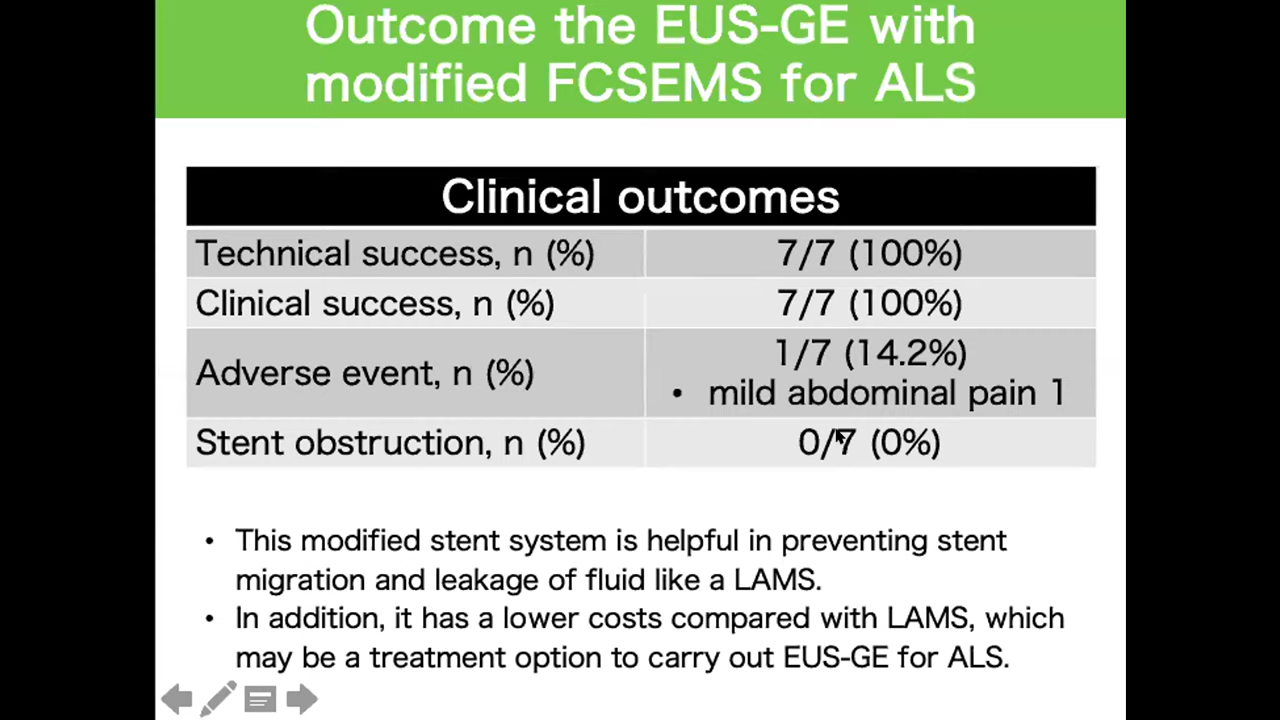 Outcome the EUS-GE with
modified FCSEMS for ALS
Clinical outcomes
Technical success, n (%) 7/7 (100%)
Clinical success, n (%) 7/7 (100%)
Adverse event, n (%) 1/7 (14.2%)
• mild abdominal pain 1
Stent obstruction, n (%) 0/7 (0%)
• This modified stent system is helpful in preventing stent
migration and leakage of fluid like a LAMS.
• In addition, it has a lower costs compared with LAMS, which
may be a treatment option to carry out EUS-GE for ALS.